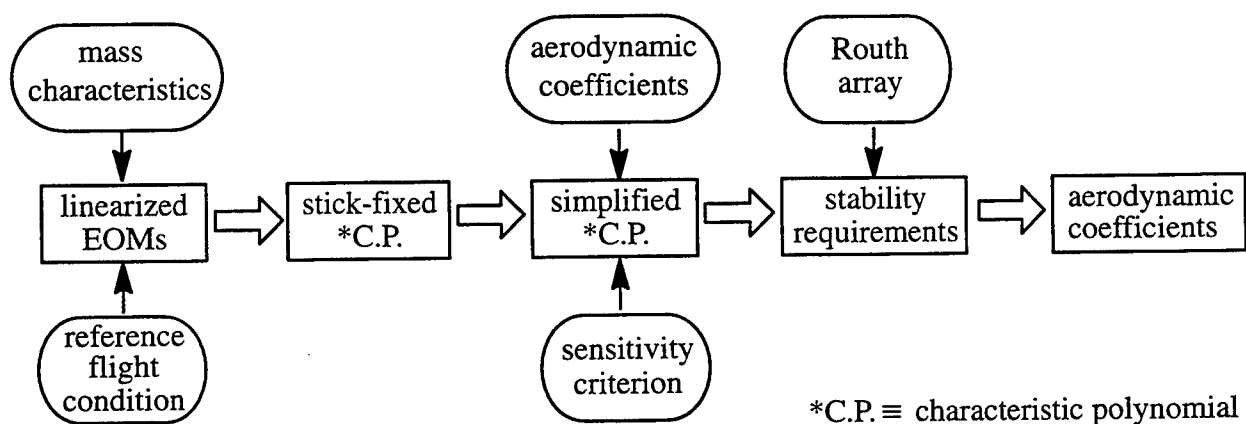 mass
characteristics
aerodynamic
coefficients
Routh
array
linearized
EOMs
stick-fixed
*C.P.
simplified
*C.P.
stability
requirements
aerodynamic
coefficients
reference
flight
condition
sensitivity
criterion
*C.P. ≡ characteristic polynomial